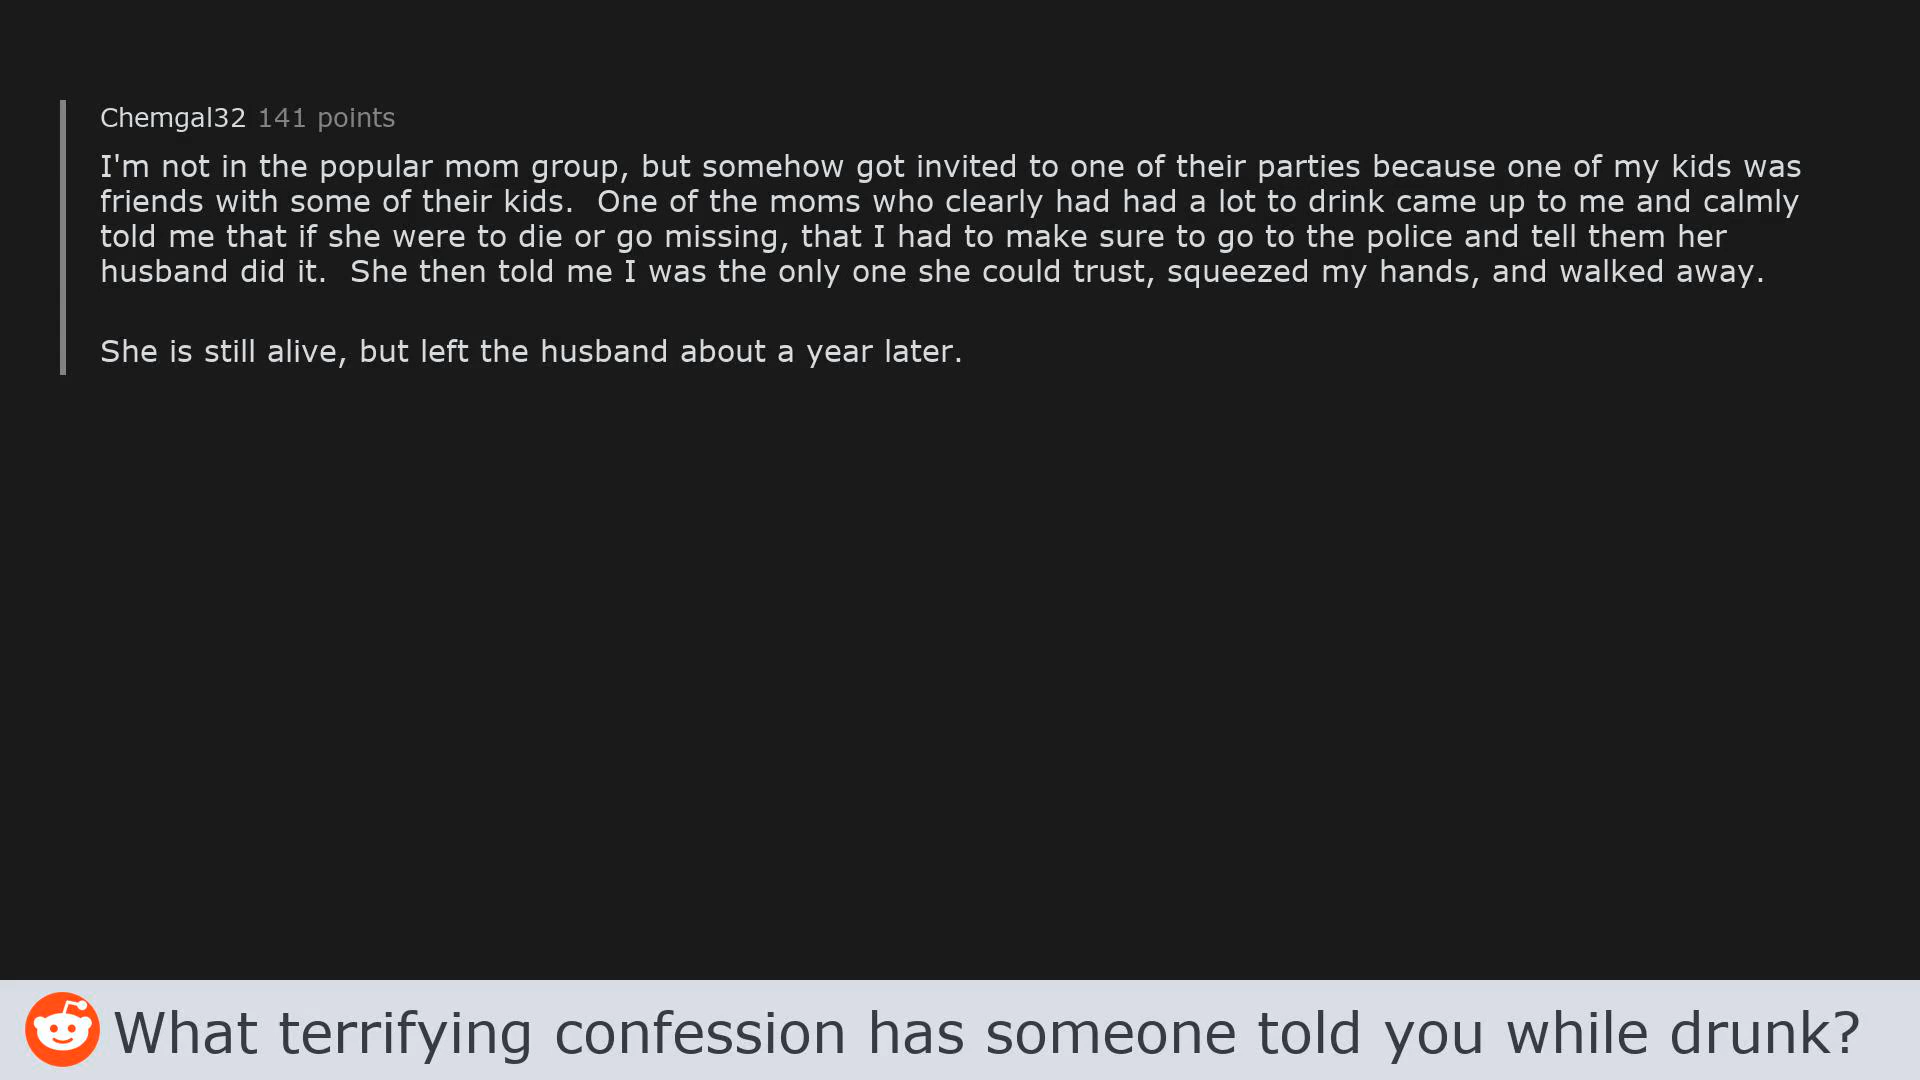 Chemgal32 141 points
I'm not in the popular mom group, but somehow got invited to one of their parties because one of my kids was
friends with some of their kids.  One of the moms who clearly had had a lot to drink came up to me and calmly
told me that if she were to die or go missing, that I had to make sure to go to the police and tell them her
husband did it.  She then told me I was the only one she could trust, squeezed my hands, and walked away.
She is still alive, but left the husband about a year later.
What terrifying confession has someone told you while drunk?